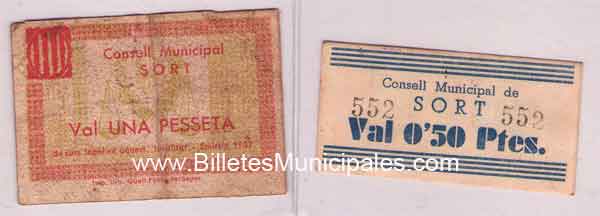 Consell Municipal
SORT
Val UNA PESSETA
www.BilletesMunicipales.com
Consell Municipal de
552 SORT 552
Val 0'50 Ptes.